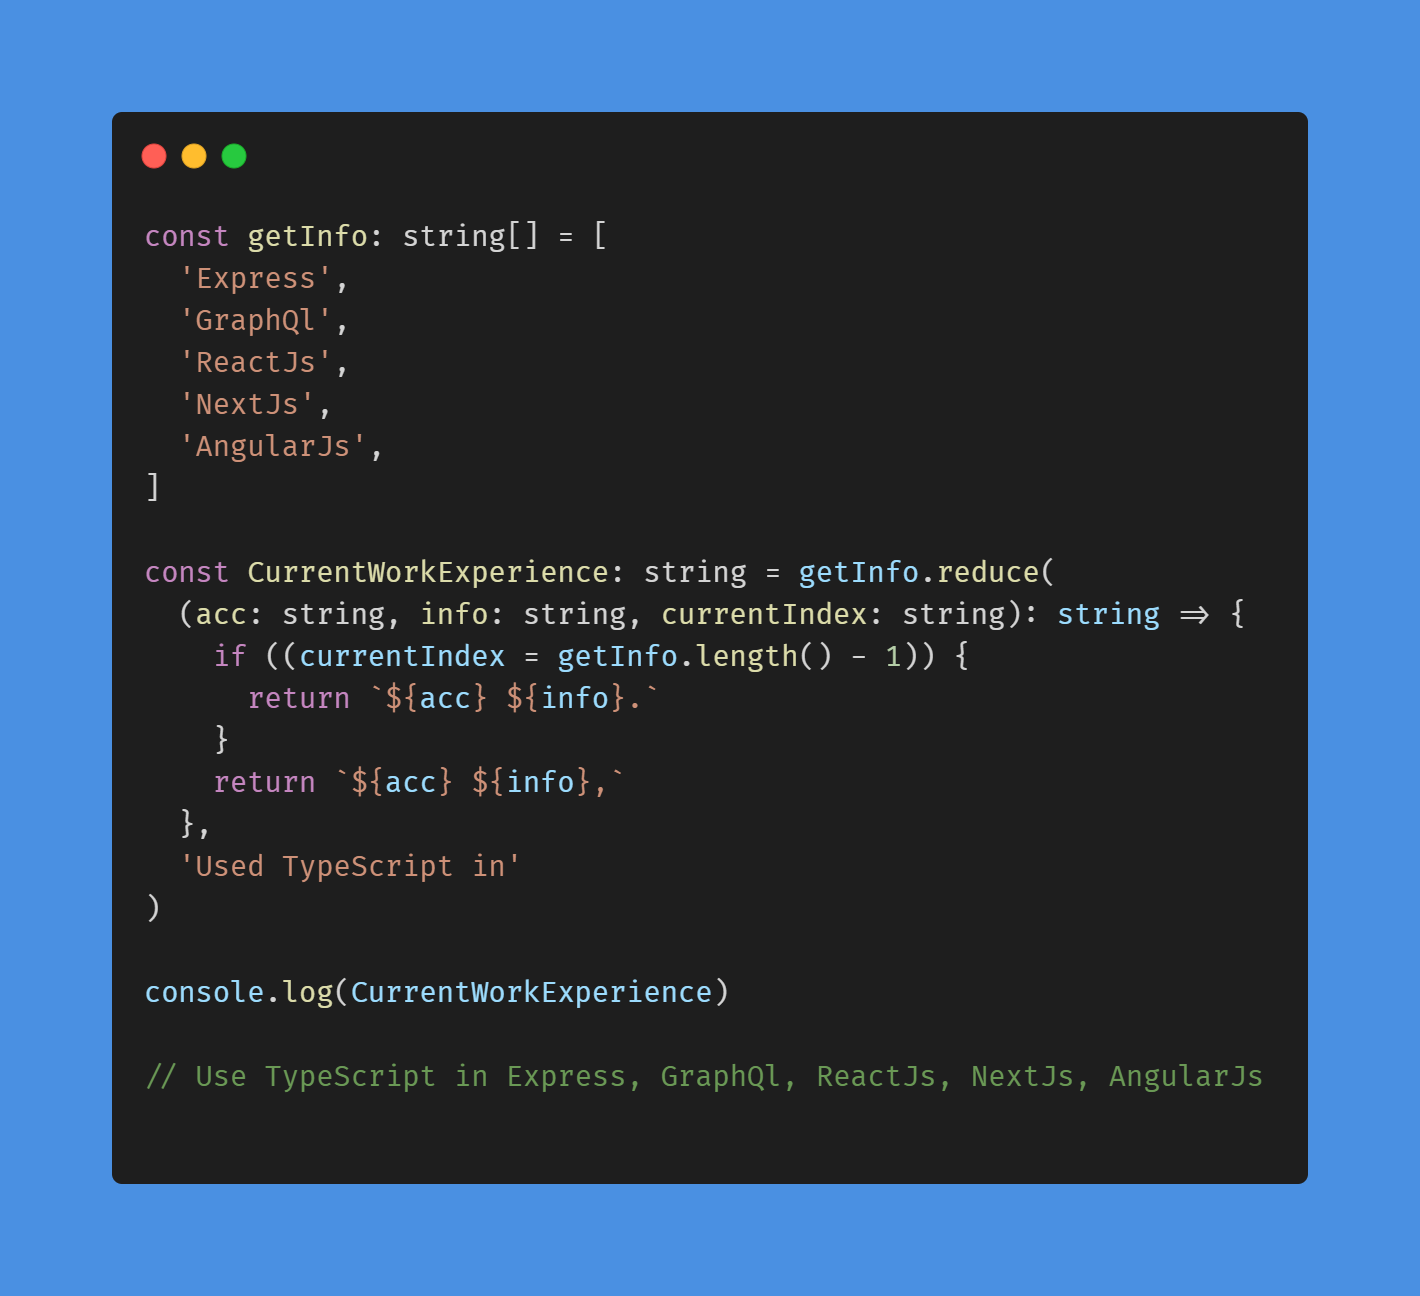 const getInfo: string[] = [
  'Express',
  'GraphQl',
  'ReactJs',
  'NextJs',
  'AngularJs',
]

const CurrentWorkExperience: string = getInfo.reduce(
  (acc: string, info: string, currentIndex: string): string => {
    if ((currentIndex = getInfo.length() - 1)) {
      return `${acc} ${info}.`
    }
    return `${acc} ${info},`
  },
  'Used TypeScript in'
)

console.log(CurrentWorkExperience)

// Use TypeScript in Express, GraphQl, ReactJs, NextJs, AngularJs